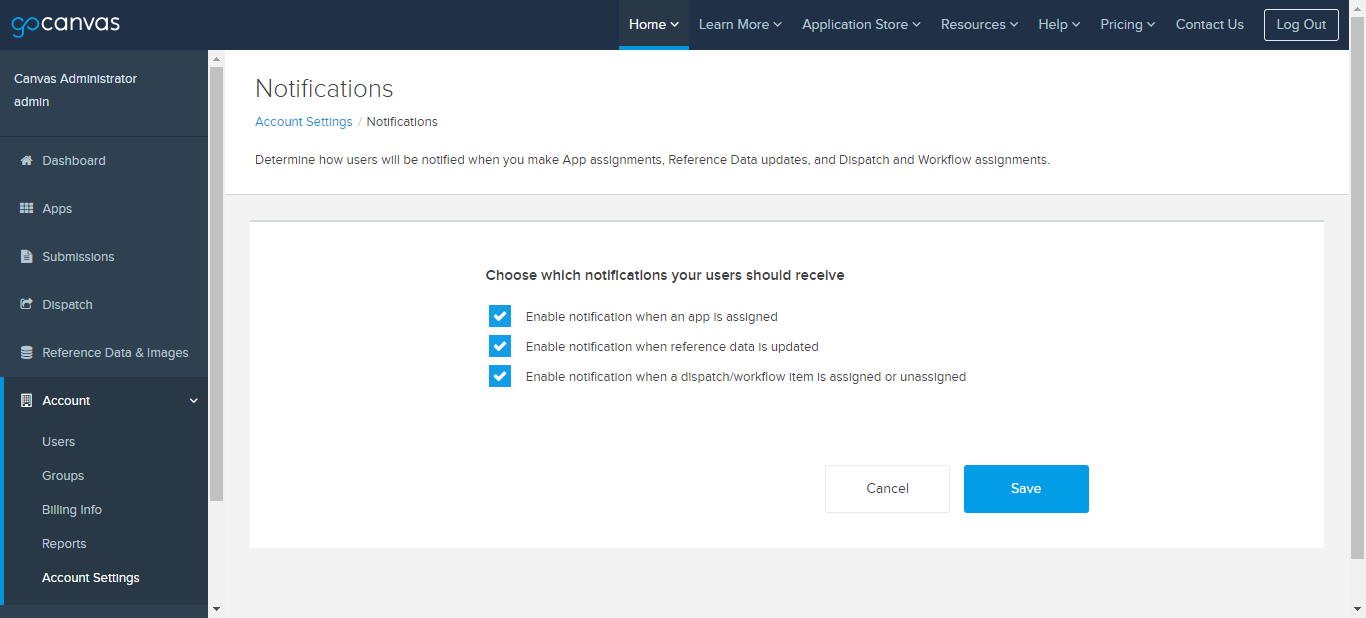 gocanvas
Home Learn More Application Store Resources Help Pricing Contact Us Log Out
Canvas Administrator
admin
Dashboard
Apps
Submissions
Dispatch
Reference Data & Images
Account
Users
Groups
Billing Info
Reports
Account Settings
Notifications
Account Settings / Notifications
Determine how users will be notified when you make App assignments, Reference Data updates, and Dispatch and Workflow assignments.
Choose which notifications your users should receive
Enable notification when an app is assigned
Enable notification when reference data is updated
Enable notification when a dispatch/workflow item is assigned or unassigned
Cancel Save